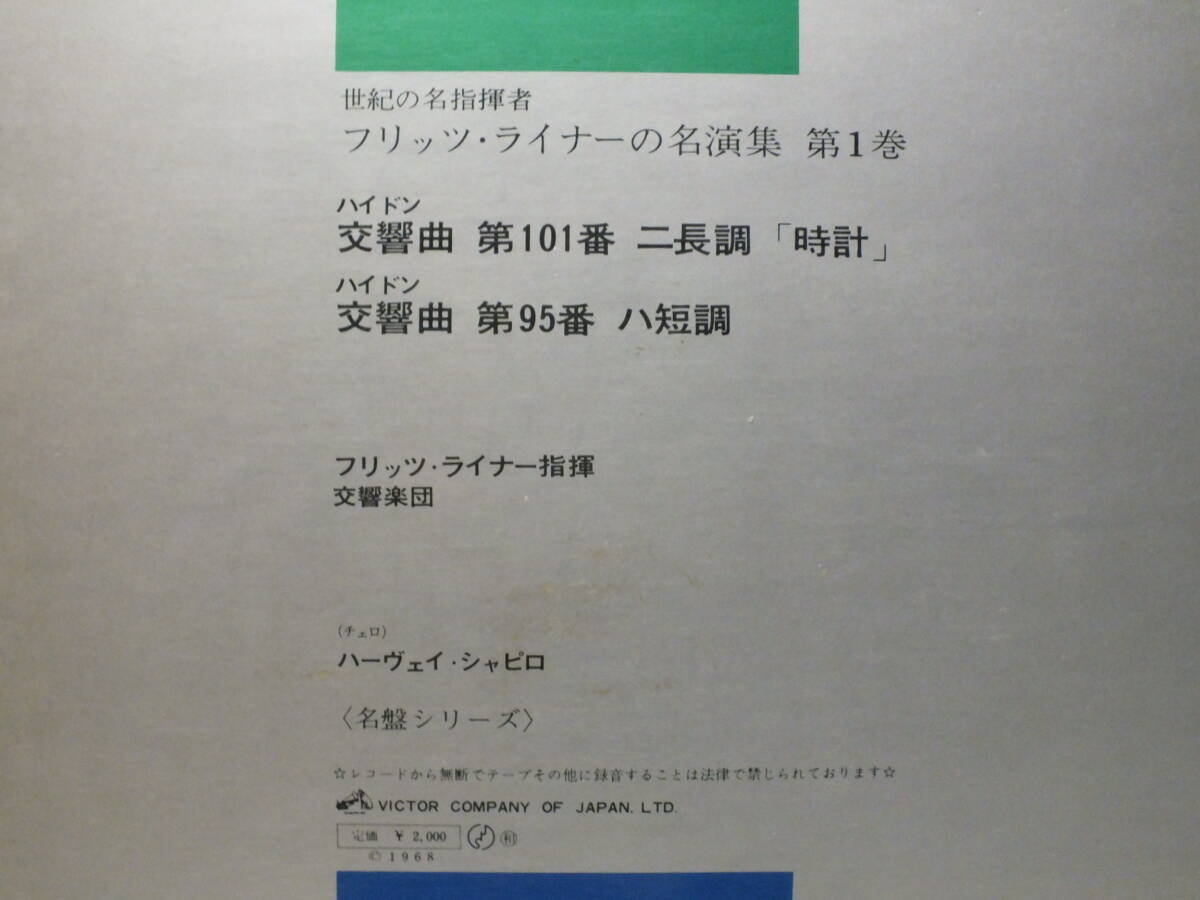 世紀の名指揮者
フリッツ・ライナーの名演集 第1巻
ハイドン
交響曲 第101番 ニ長調「時計」
ハイドン
交響曲 第95番 ハ短調
フリッツ・ライナー指揮
交響楽団
(チェロ)
ハーヴェイ・シャピロ
〈名盤シリーズ〉
☆レコードから無断でテープその他に録音することは法律で禁じられております☆
VICTOR COMPANY OF JAPAN, LTD.
定価 ¥ 2,000
©1968